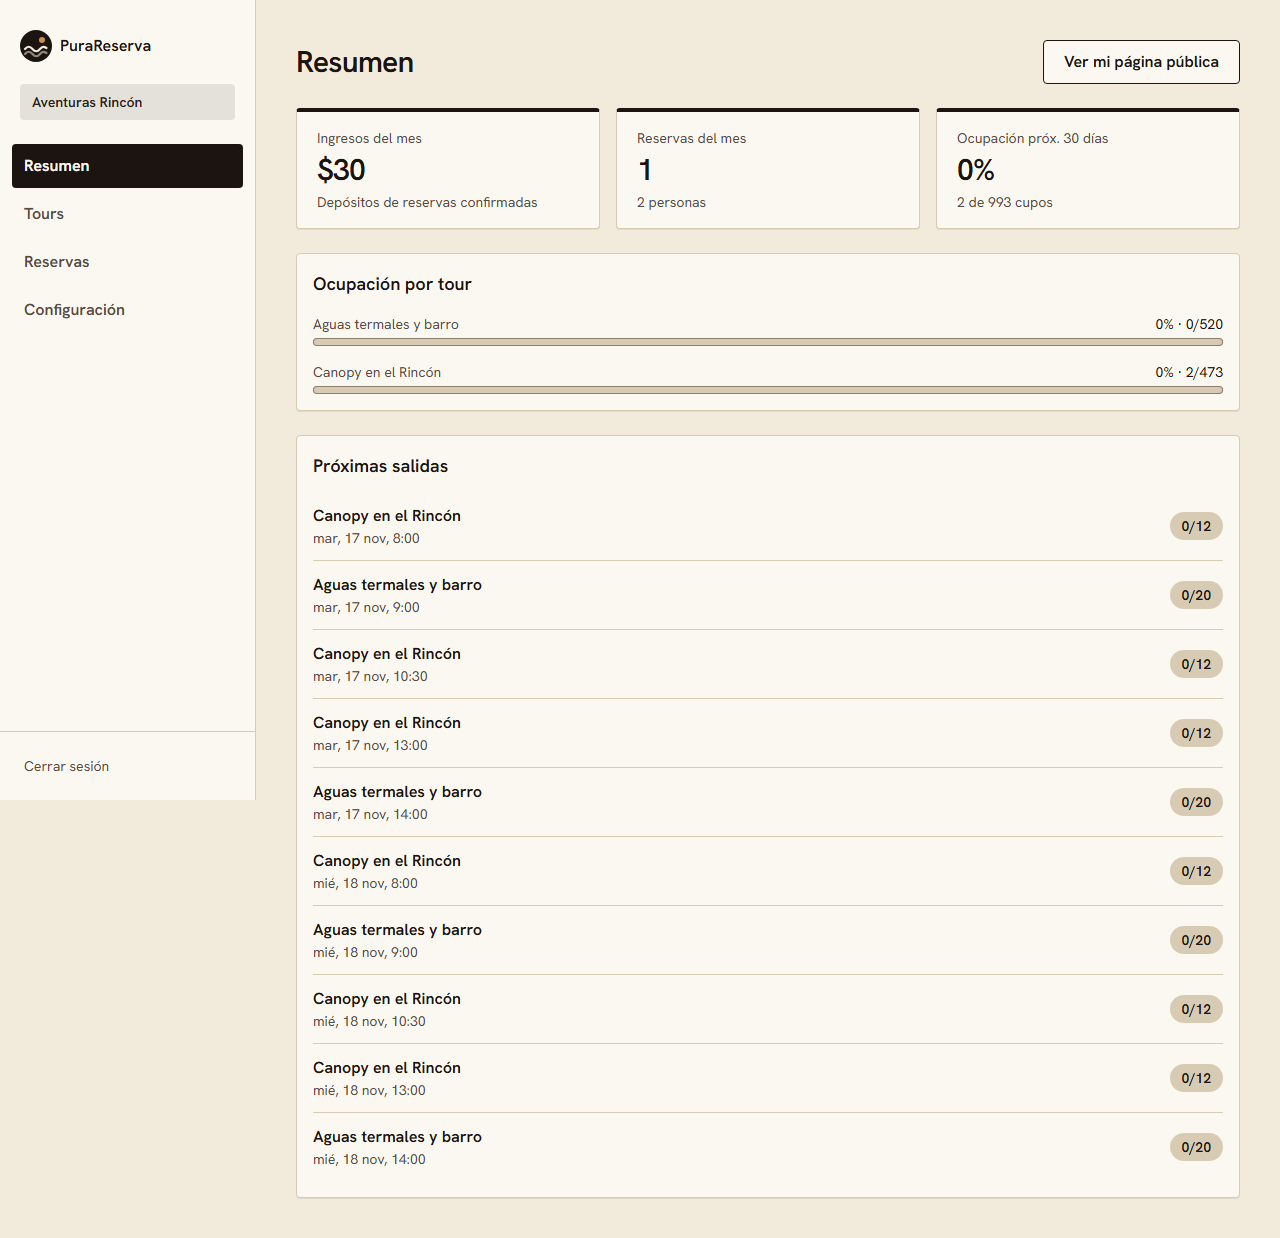 PuraReserva
Aventuras Rincón
Resumen
Tours
Reservas
Configuración
Cerrar sesión
Resumen
Ver mi página pública
Ingresos del mes
$30
Depósitos de reservas confirmadas
Reservas del mes
1
2 personas
Ocupación próx. 30 días
0%
2 de 993 cupos
Ocupación por tour
Aguas termales y barro
0% · 0/520
Canopy en el Rincón
0% · 2/473
Próximas salidas
Canopy en el Rincón
mar, 17 nov, 8:00
0/12
Aguas termales y barro
mar, 17 nov, 9:00
0/20
Canopy en el Rincón
mar, 17 nov, 10:30
0/12
Canopy en el Rincón
mar, 17 nov, 13:00
0/12
Aguas termales y barro
mar, 17 nov, 14:00
0/20
Canopy en el Rincón
mié, 18 nov, 8:00
0/12
Aguas termales y barro
mié, 18 nov, 9:00
0/20
Canopy en el Rincón
mié, 18 nov, 10:30
0/12
Canopy en el Rincón
mié, 18 nov, 13:00
0/12
Aguas termales y barro
mié, 18 nov, 14:00
0/20